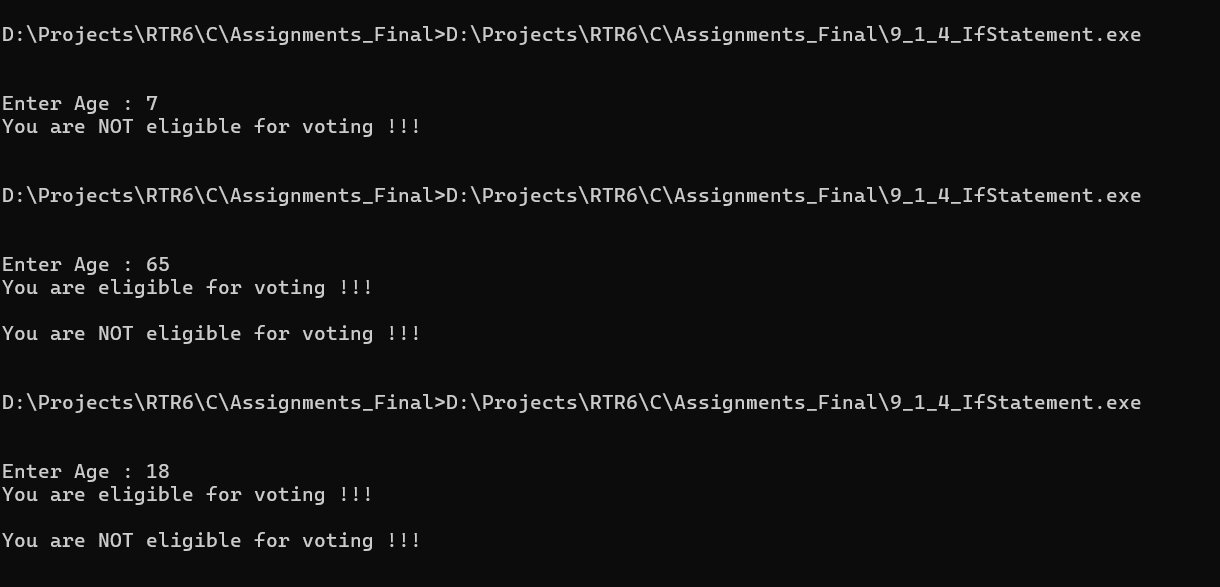 D:\Projects\RTR6\C\Assignments_Final>D:\Projects\RTR6\C\Assignments_Final\9_1_4_IfStatement.exe
Enter Age : 7
You are NOT eligible for voting !!!
D:\Projects\RTR6\C\Assignments_Final>D:\Projects\RTR6\C\Assignments_Final\9_1_4_IfStatement.exe
Enter Age : 65
You are eligible for voting !!!
You are NOT eligible for voting !!!
D:\Projects\RTR6\C\Assignments_Final>D:\Projects\RTR6\C\Assignments_Final\9_1_4_IfStatement.exe
Enter Age : 18
You are eligible for voting !!!
You are NOT eligible for voting !!!